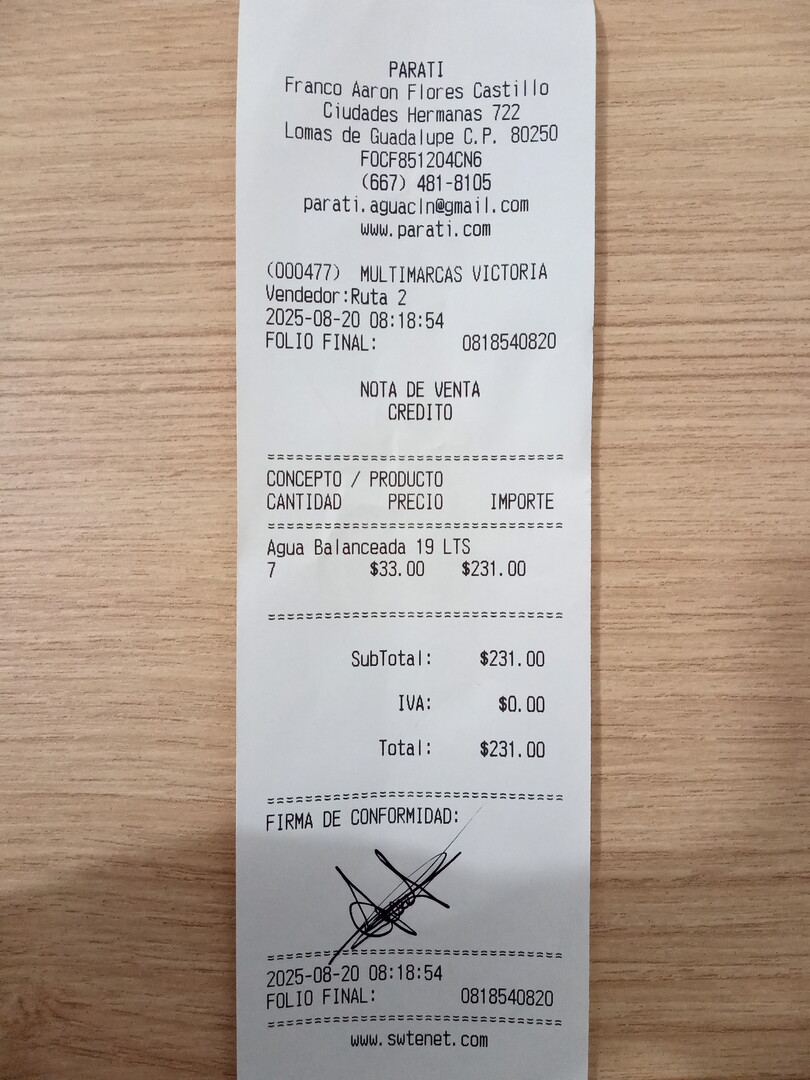 PARATI
Franco Aaron Flores Castillo
Ciudades Hermanas 722
Lomas de Guadalupe C.P. 80250
FOCF851204CN6
(667) 481-8105
parati.aguacln@gmail.com
www.parati.com
(000477) MULTIMARCAS VICTORIA
Vendedor:Ruta 2
2025-08-20 08:18:54
FOLIO FINAL: 0818540820
NOTA DE VENTA
CREDITO
===============================
CONCEPTO / PRODUCTO
CANTIDAD PRECIO IMPORTE
===============================
Agua Balanceada 19 LTS
7 $33.00 $231.00
===============================
SubTotal: $231.00
IVA: $0.00
Total: $231.00
===============================
FIRMA DE CONFORMIDAD:
===============================
2025-08-20 08:18:54
FOLIO FINAL: 0818540820
===============================
www.swtenet.com